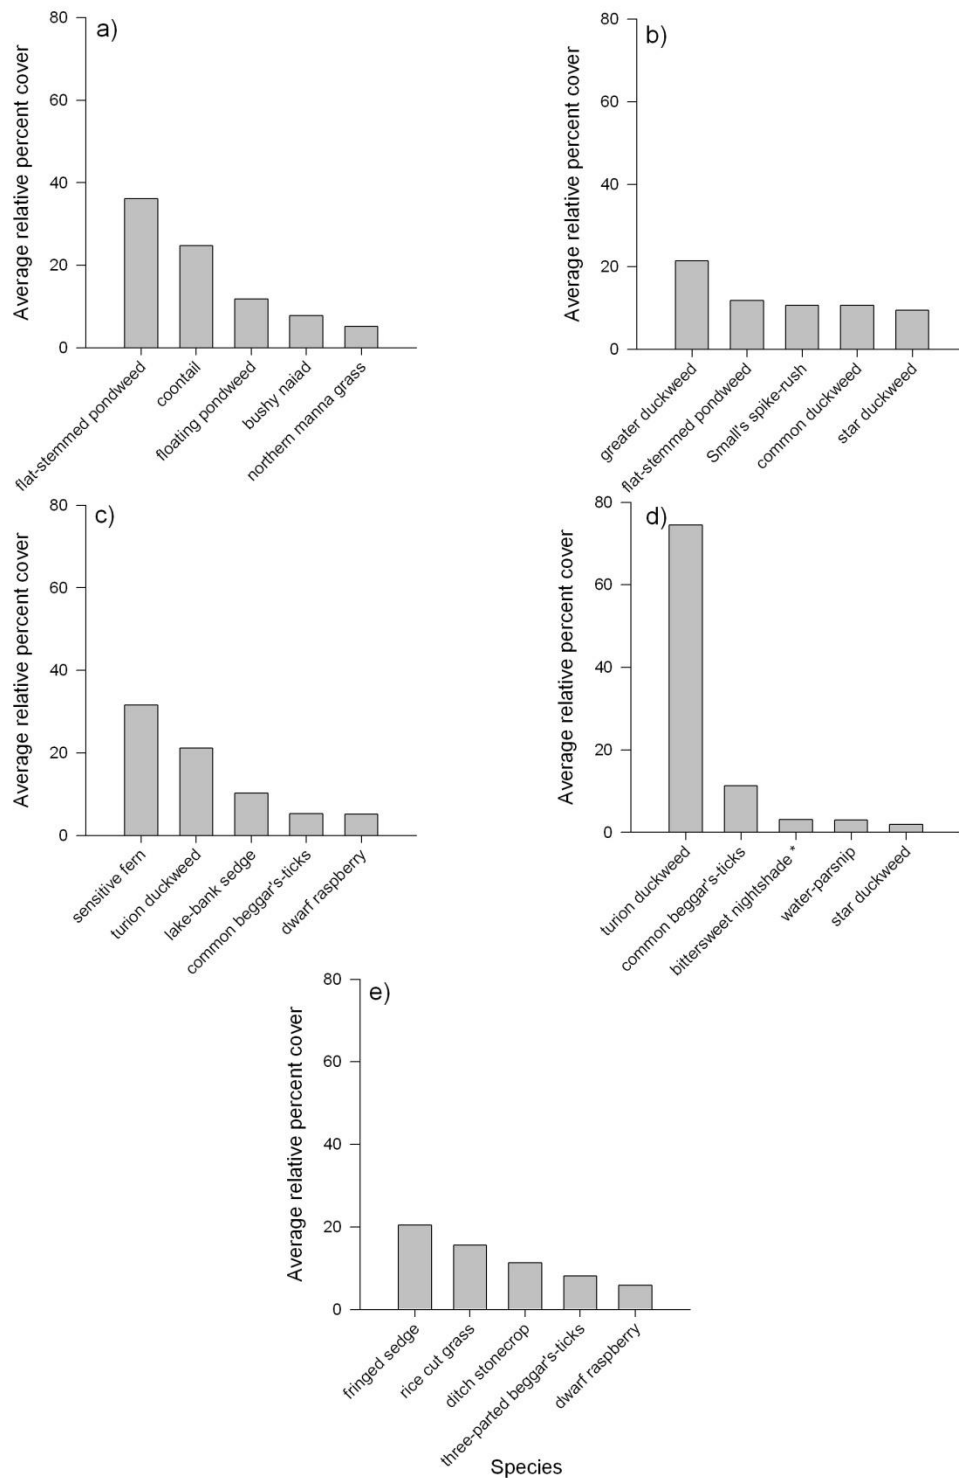 a)
Average relative percent cover
80
60
40
20
0
flat-stemmed pondweed
coontail
floating pondweed
bushy naiad
northern manna grass
b)
Average relative percent cover
80
60
40
20
0
greater duckweed
flat-stemmed pondweed
Small's spike-rush
common duckweed
star duckweed
c)
Average relative percent cover
80
60
40
20
0
sensitive fern
turion duckweed
lake-bank sedge
common beggar's-ticks
dwarf raspberry
d)
Average relative percent cover
80
60
40
20
0
turion duckweed
common beggar's-ticks
bittersweet nightshade *
water-parsnip
star duckweed
e)
Average relative percent cover
80
60
40
20
0
fringed sedge
rice cut grass
ditch stonecrop
three-parted beggar's-ticks
dwarf raspberry
Species